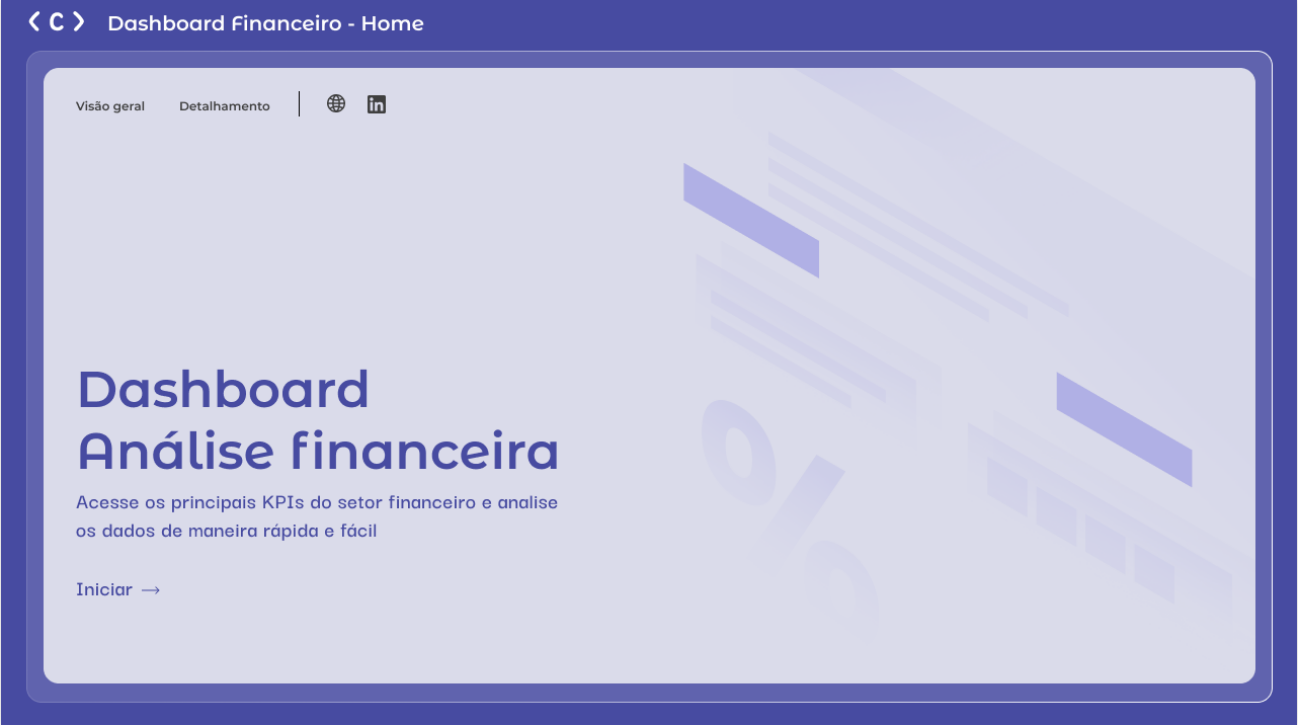 <C> Dashboard Financeiro - Home
Visão geral Detalhamento | in
Dashboard
Análise financeira
Acesse os principais KPIs do setor financeiro e analise
os dados de maneira rápida e fácil
Iniciar →
%